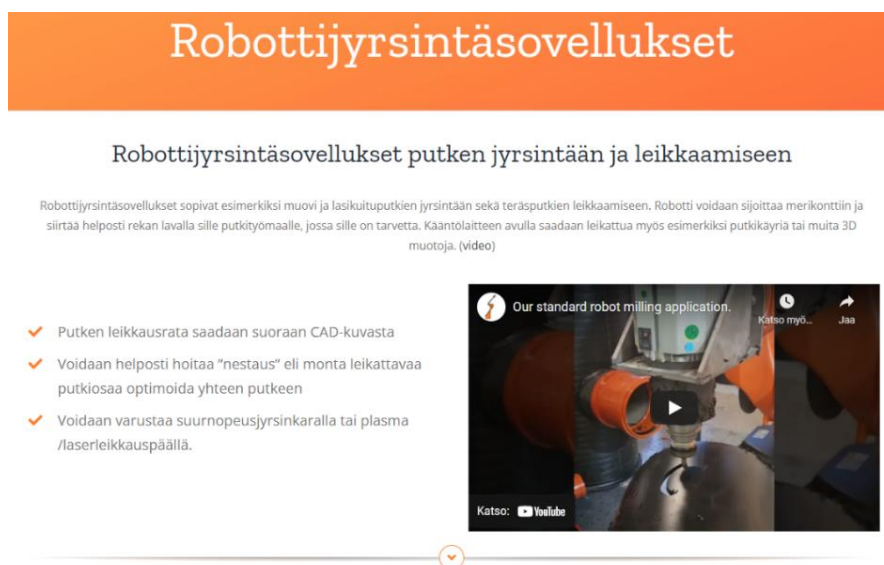 Robottijyrsintäsovellukset
Robottijyrsintäsovellukset putken jyrsintään ja leikkaamiseen
Robottijyrsintäsovellukset sopivat esimerkiksi muovi ja lasikuituputkien jyrsintään sekä teräsputkien leikkaamiseen. Robotti voidaan sijoittaa merikonttiin ja
siirtää helposti rekan lavalla sille putkityömaalle, jossa sille on tarvetta. Kääntölaitteen avulla saadaan leikattua myös esimerkiksi putkikäyriä tai muita 3D
muotoja. (video)
Putken leikkausrata saadaan suoraan CAD-kuvasta
Voidaan helposti hoitaa "nestaus" eli monta leikattavaa
putkiosaa optimoida yhteen putkeen
Voidaan varustaa suurnopeusjyrsinkaralla tai plasma
/laserleikkauspäällä.
Our standard robot milling application.
Katso myö...
Jaa
Katso: YouTube